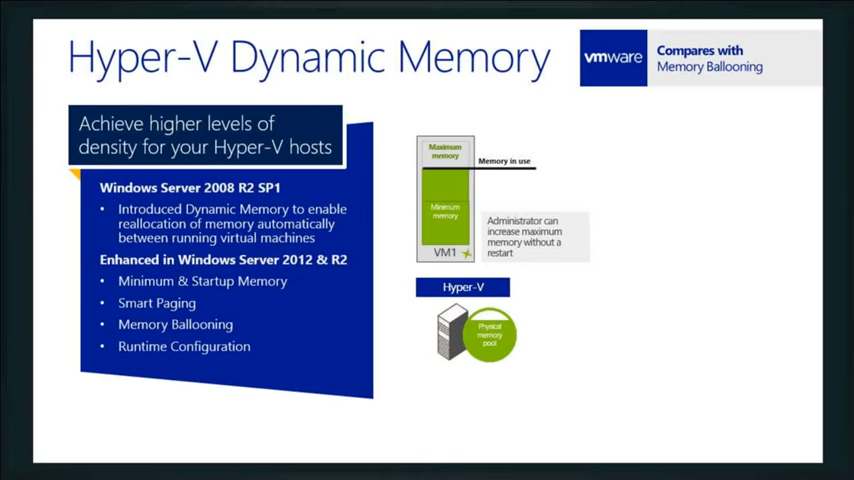 Hyper-V Dynamic Memory
vmware
Compares with
Memory Ballooning
Achieve higher levels of
density for your Hyper-V hosts
Windows Server 2008 R2 SP1
• Introduced Dynamic Memory to enable
reallocation of memory automatically
between running virtual machines
Enhanced in Windows Server 2012 & R2
• Minimum & Startup Memory
• Smart Paging
• Memory Ballooning
• Runtime Configuration
Maximum
memory
Memory in use
Minimum
memory
VM1
Administrator can
increase maximum
memory without a
restart
Hyper-V
Physical
memory
pool